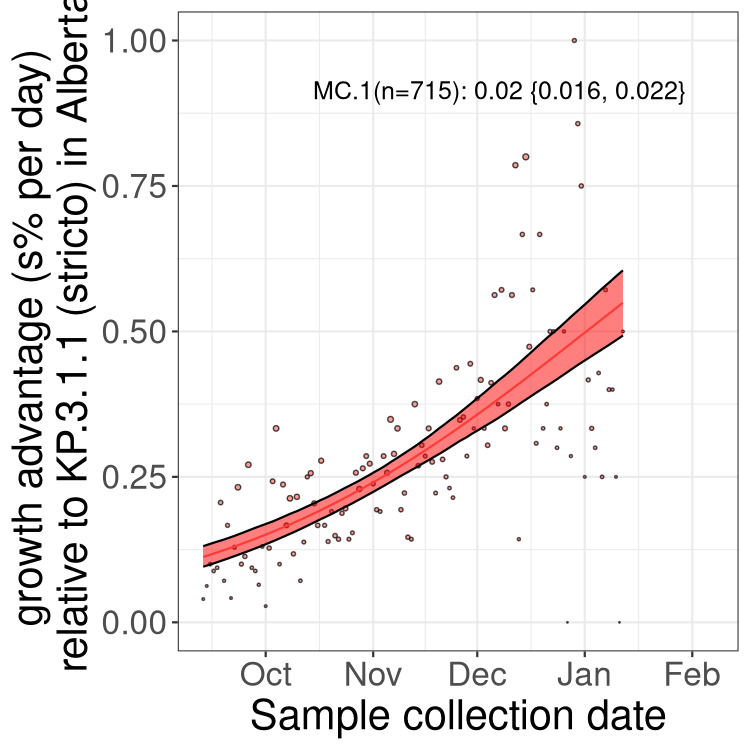 growth advantage (s% per day)
relative to KP.3.1.1 (stricto) in Alberta
1.00
0.75
0.50
0.25
0.00
MC.1(n=715): 0.02 {0.016, 0.022}
Oct Nov Dec Jan Feb
Sample collection date